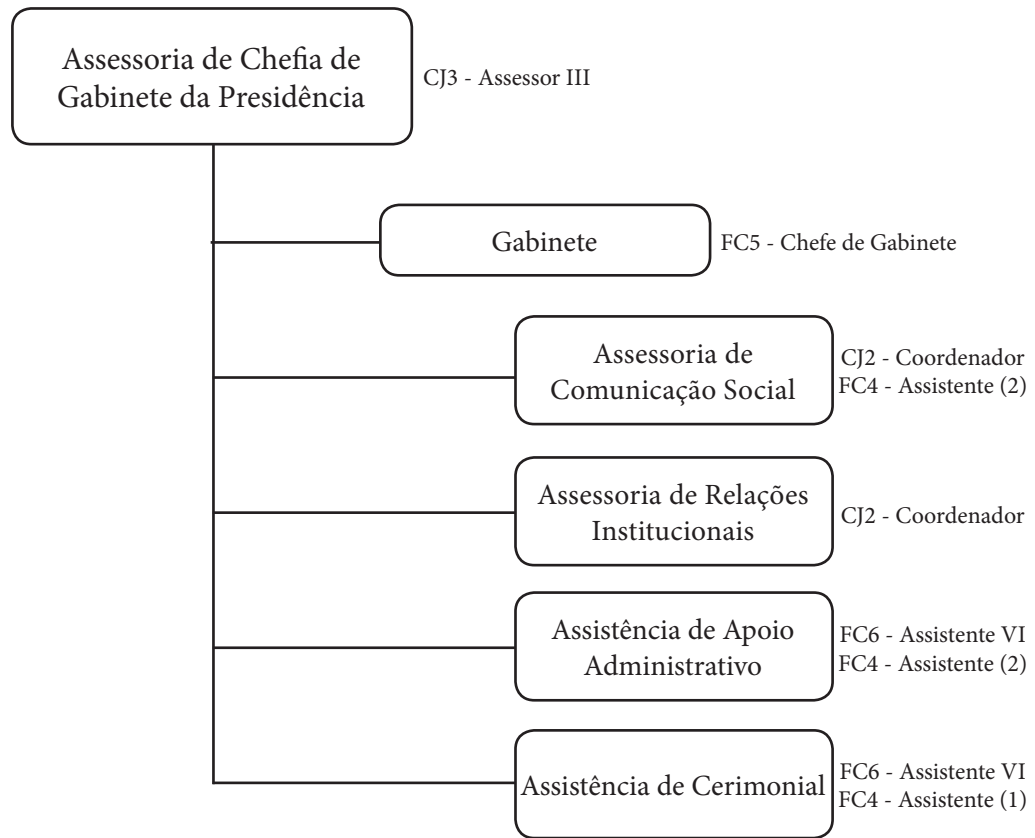 Assessoria de Chefia de
Gabinete da Presidência
CJ3 - Assessor III
Gabinete
FC5 - Chefe de Gabinete
Assessoria de
Comunicação Social
CJ2 - Coordenador
FC4 - Assistente (2)
Assessoria de Relações
Institucionais
CJ2 - Coordenador
Assistência de Apoio
Administrativo
FC6 - Assistente VI
FC4 - Assistente (2)
Assistência de Cerimonial
FC6 - Assistente VI
FC4 - Assistente (1)